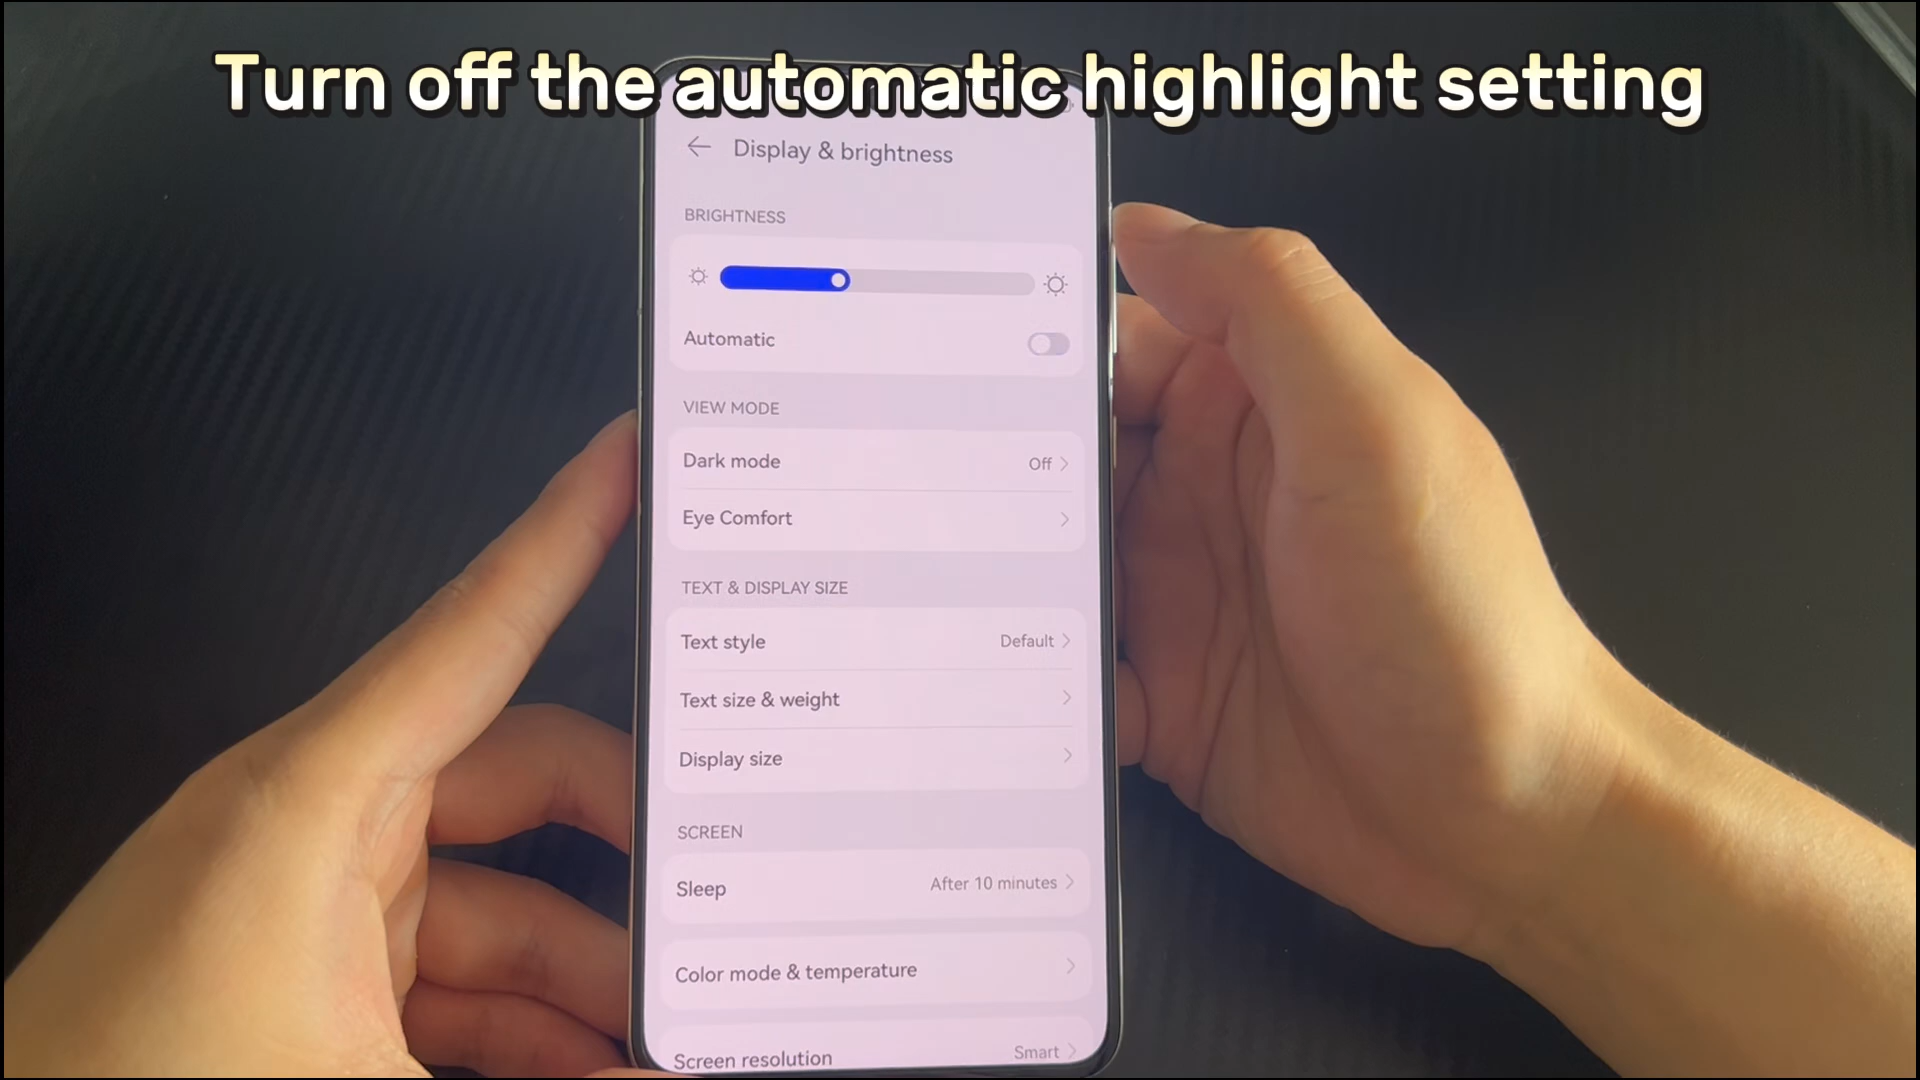 Turn off the automatic highlight setting
Display & brightness
BRIGHTNESS
Automatic
VIEW MODE
Dark mode Off
Eye Comfort
TEXT & DISPLAY SIZE
Text style Default
Text size & weight
Display size
SCREEN
Sleep After 10 minutes
Color mode & temperature
Screen resolution Smart